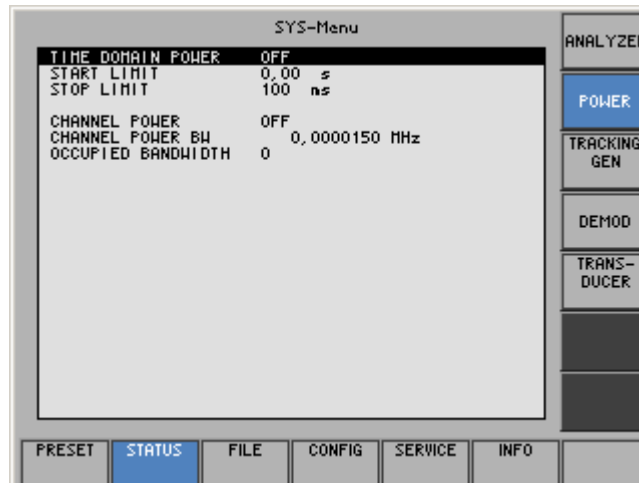 SYS-Menu
TIME DOMAIN POWER OFF
START LIMIT 0,00 s
STOP LIMIT 100 ns
CHANNEL POWER OFF
CHANNEL POWER BW 0,0000150 MHz
OCCUPIED BANDWIDTH 0
ANALYZE
POWER
TRACKING
GEN
DEMOD
TRANS-
DUCER
PRESET STATUS FILE CONFIG SERVICE INFO